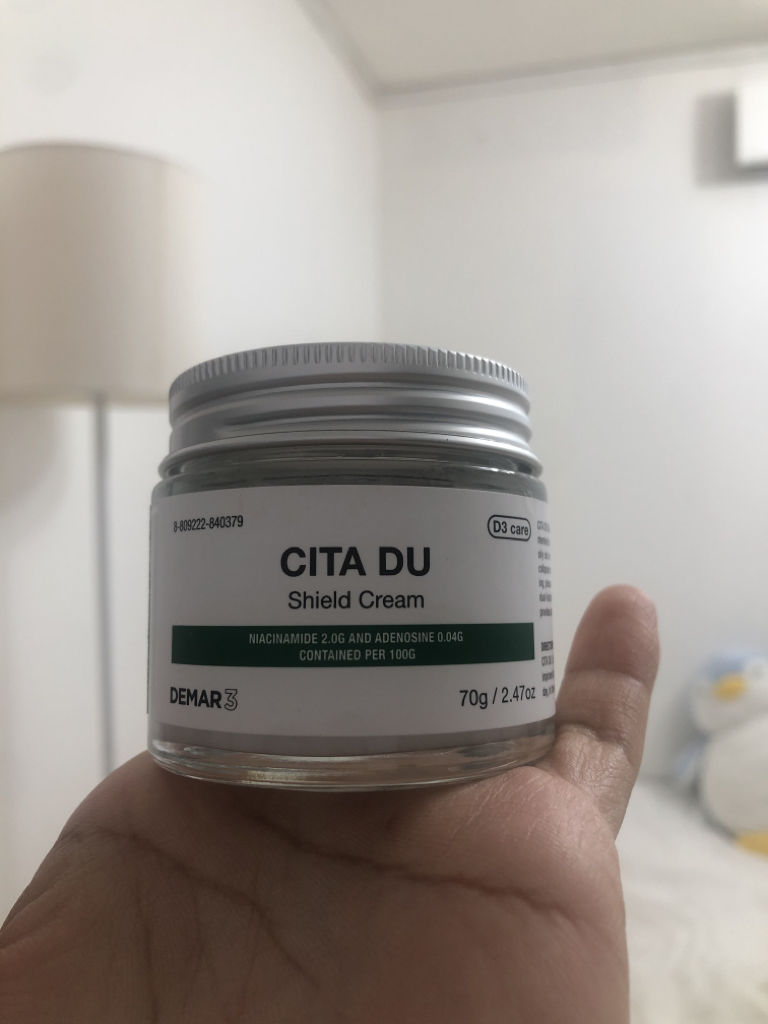 8-809222-840379
D3 care
CITA DU
Shield Cream
NIACINAMIDE 2.0G AND ADENOSINE 0.04G
CONTAINED PER 100G
DEMAR3
70g / 2.47oz